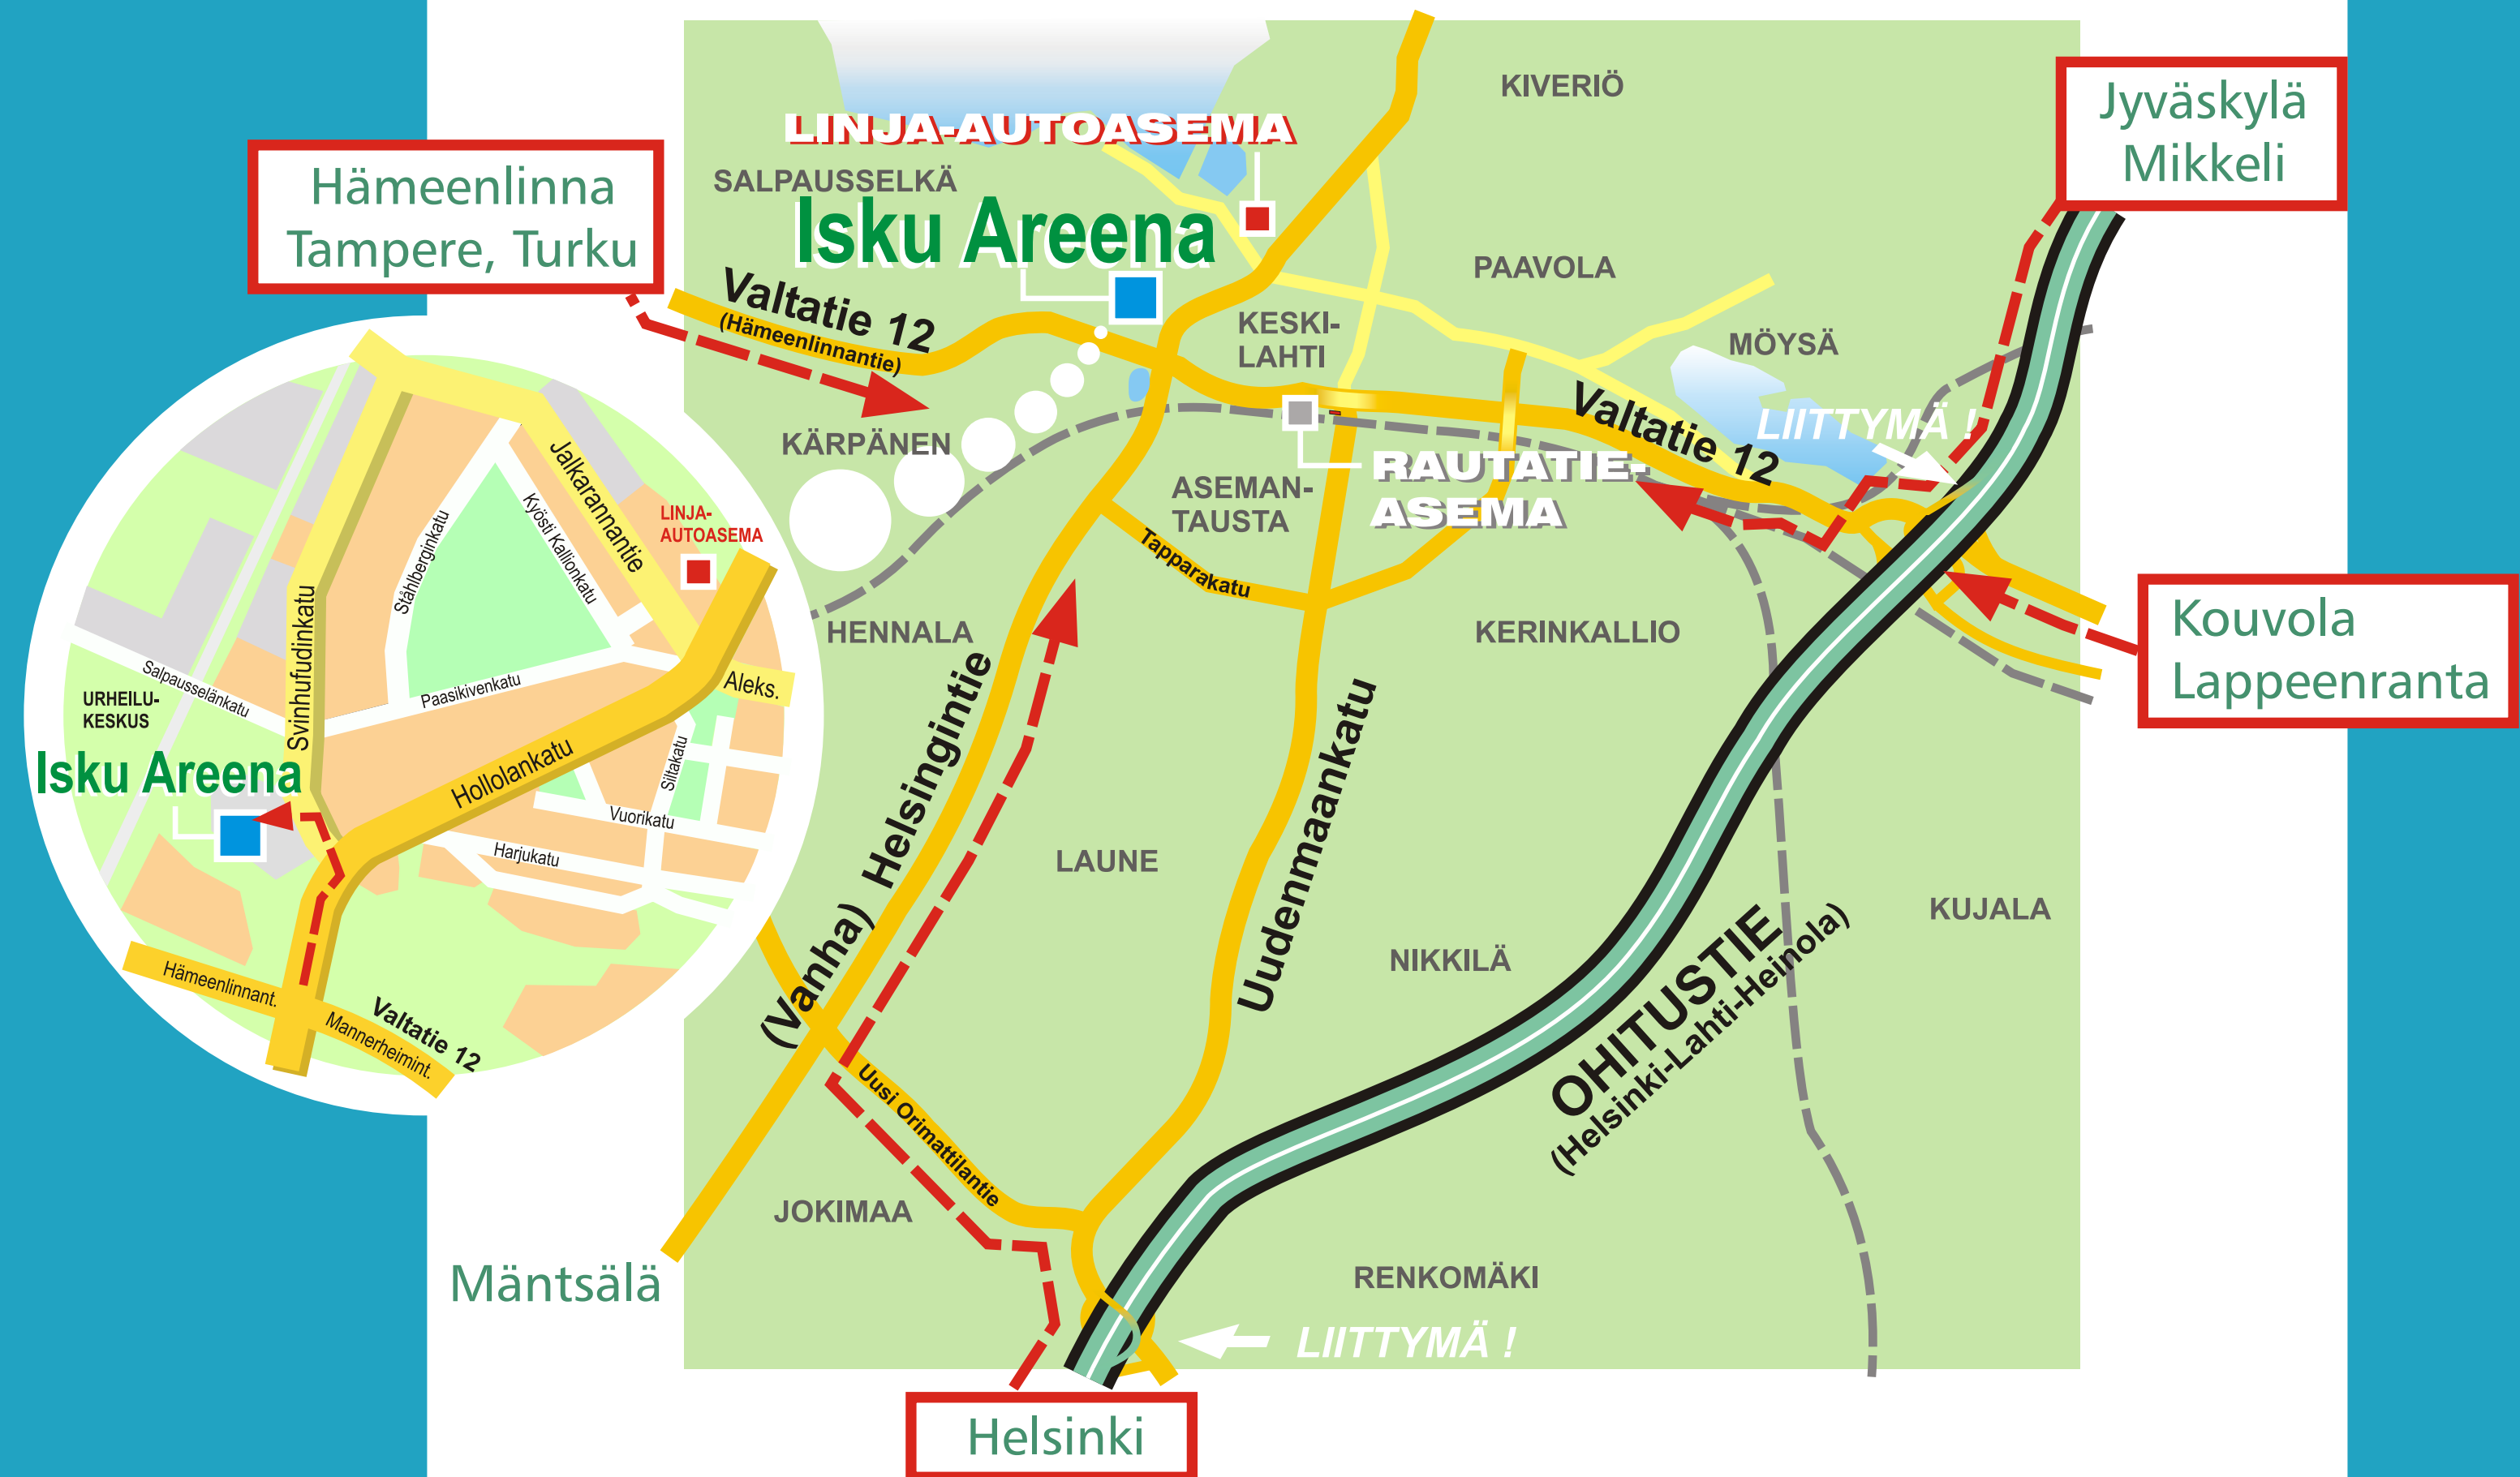 KIVERIÖ
Jyväskylä
Mikkeli
LINJA-AUTOASEMA
Hämeenlinna
Tampere, Turku
SALPAUSSELKÄ
Isku Areena
PAAVOLA
Valtatie 12
(Hämeenlinnantie)
KESKI-
LAHTI
MÖYSÄ
Valtatie 12
LIITTYMÄ !
KÄRPÄNEN
RAUTATIE-
ASEMA
ASEMAN-
TAUSTA
Tapparakatu
HENNALA
KERINKALLIO
Kouvola
Lappeenranta
(Vanha) Helsingintie
Uudenmaankatu
LAUNE
KUJALA
NIKKILÄ
OHITUSTIE
(Helsinki-Lahti-Heinola)
Uusi Orimattilantie
JOKIMAA
Mäntsälä
RENKOMÄKI
LIITTYMÄ !
Helsinki
Jalkarannantie
Kyösti Kallionkatu
Ståhlberginkatu
LINJA-
AUTOASEMA
Svinhufudinkatu
Salpausselänkatu
Paasikivenkatu
Aleks.
URHEILU-
KESKUS
Isku Areena
Hollolankatu
Siltakatu
Vuorikatu
Harjukatu
Hämeenlinnant.
Valtatie 12
Mannerheimint.